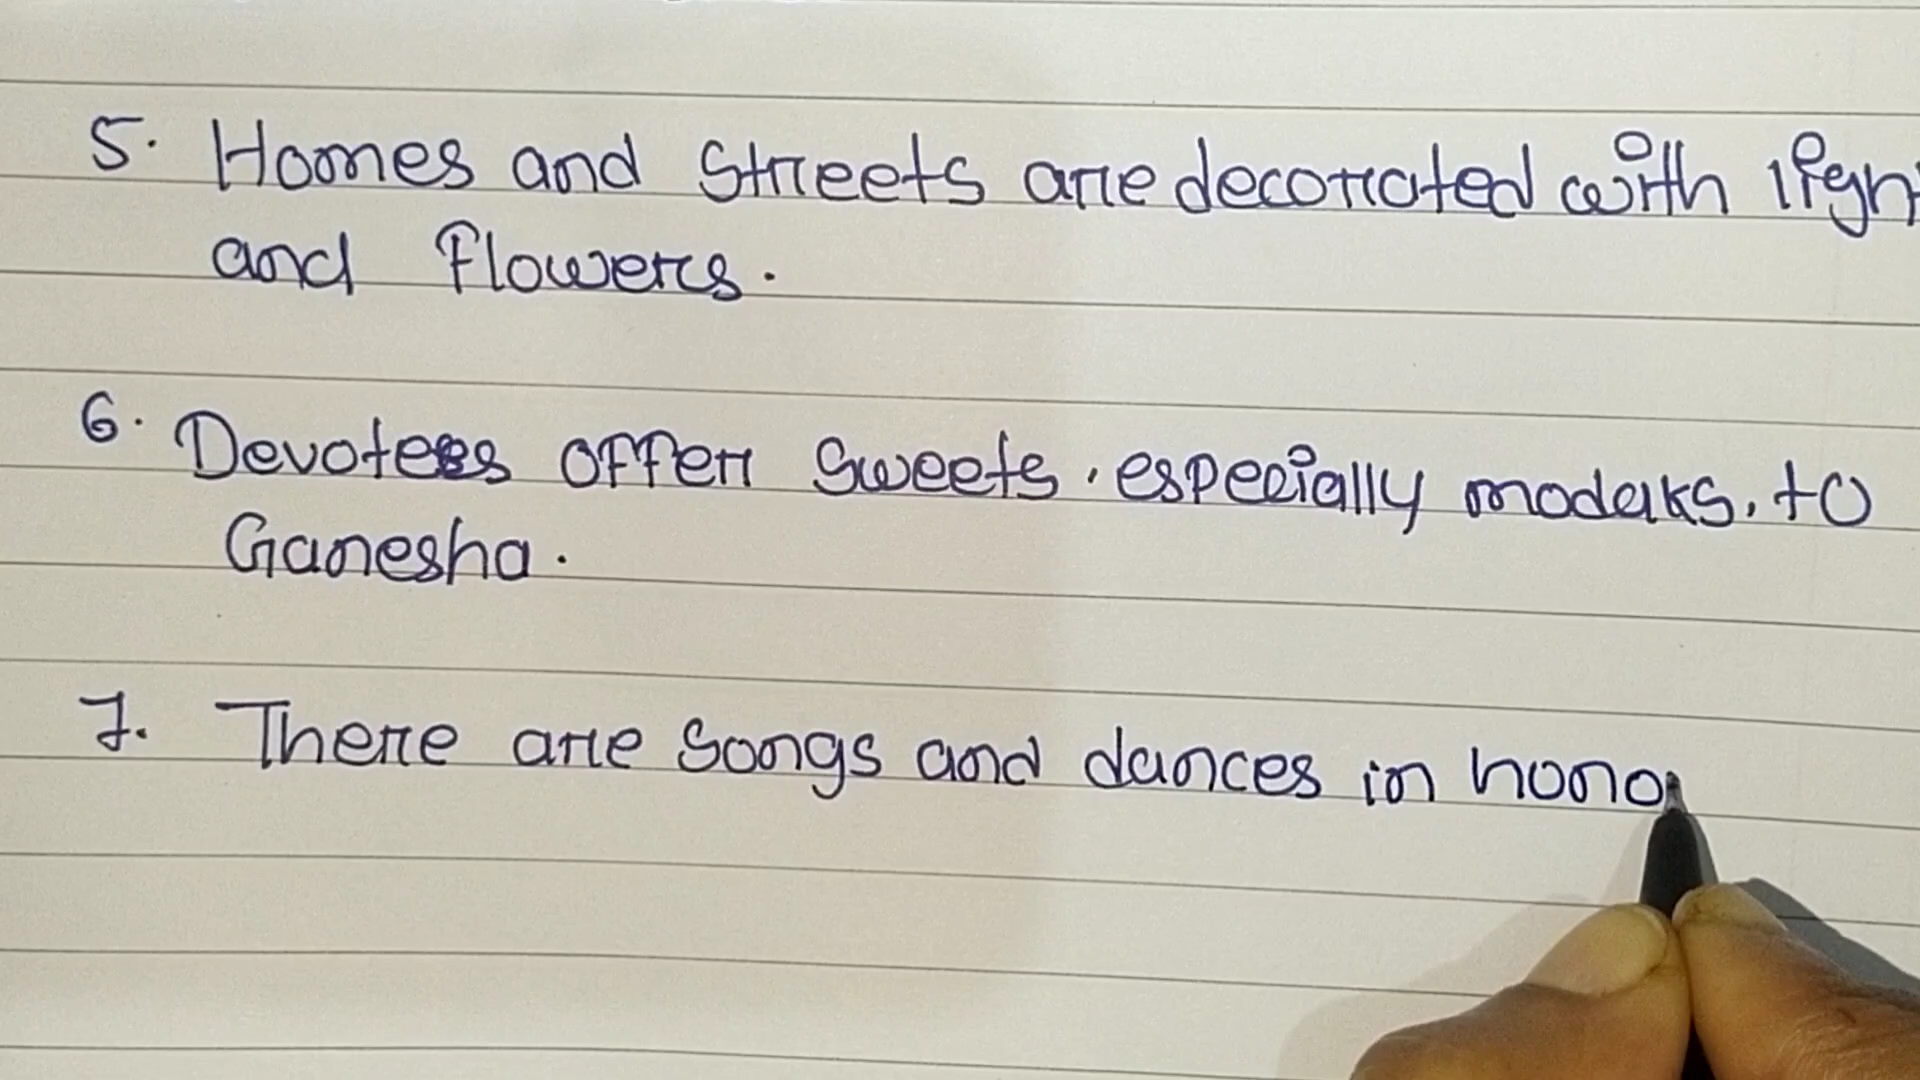 5. Homes and Streets are decorated with light
and Flowers.
6. Devotees offer Sweets, especially modaks, to
Ganesha.
7. There are Songs and dances in hono